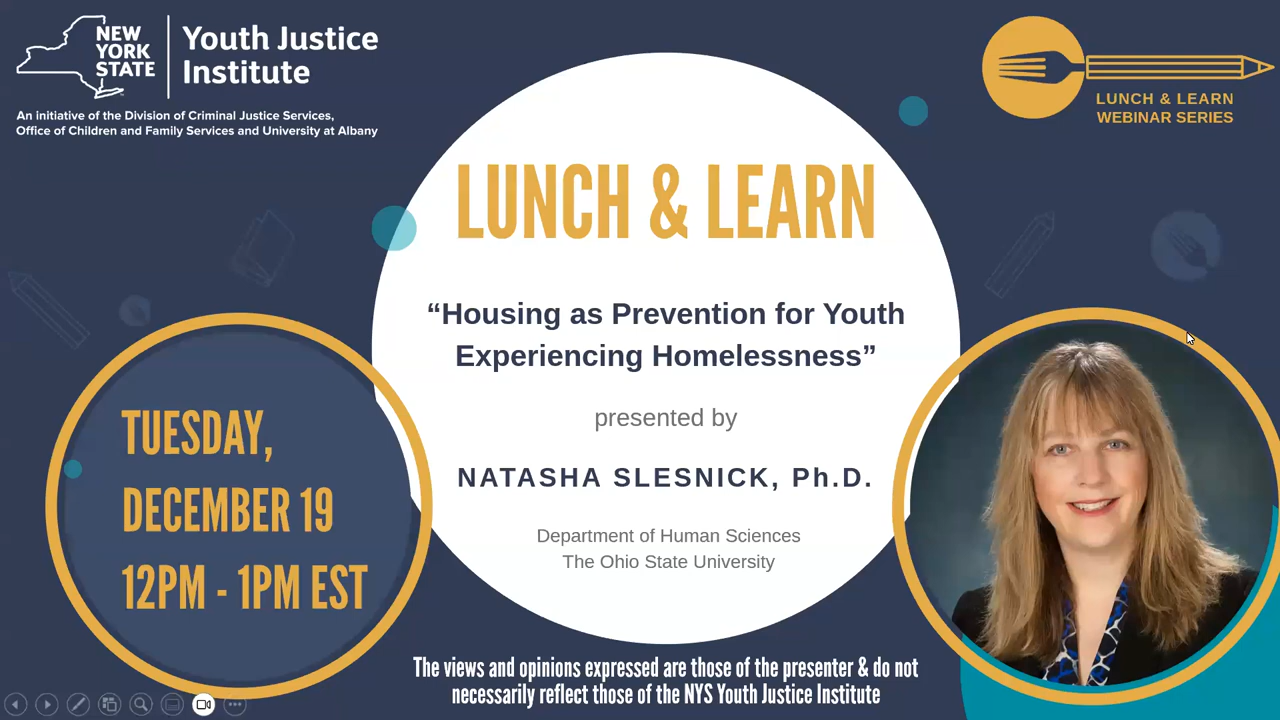 NEW
YORK
STATE
Youth Justice
Institute
An initiative of the Division of Criminal Justice Services,
Office of Children and Family Services and University at Albany
LUNCH & LEARN
WEBINAR SERIES
LUNCH & LEARN
“Housing as Prevention for Youth
Experiencing Homelessness”
presented by
NATASHA SLESNICK, Ph.D.
Department of Human Sciences
The Ohio State University
TUESDAY,
DECEMBER 19
12PM - 1PM EST
The views and opinions expressed are those of the presenter & do not
necessarily reflect those of the NYS Youth Justice Institute